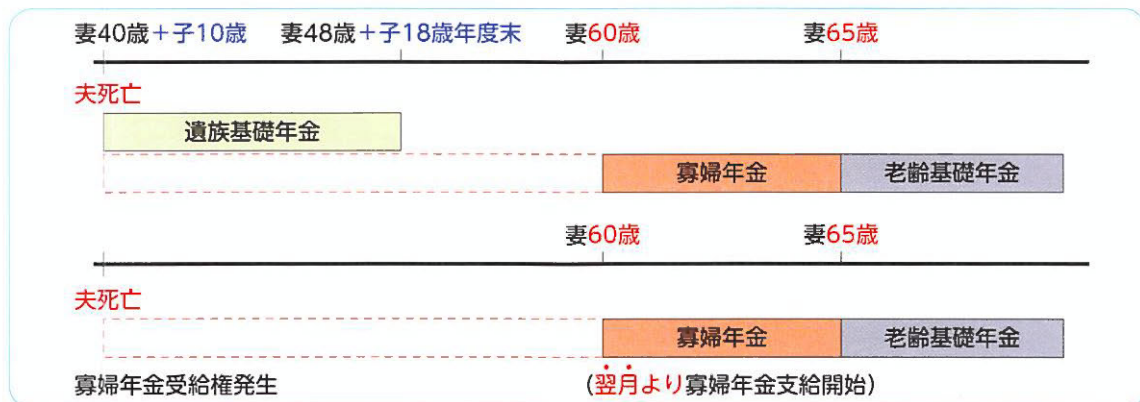 妻40歳＋子10歳 妻48歳＋子18歳年度末 妻60歳 妻65歳
夫死亡
遺族基礎年金
寡婦年金 老齢基礎年金
妻60歳 妻65歳
夫死亡
寡婦年金 老齢基礎年金
寡婦年金受給権発生 (翌月より寡婦年金支給開始)